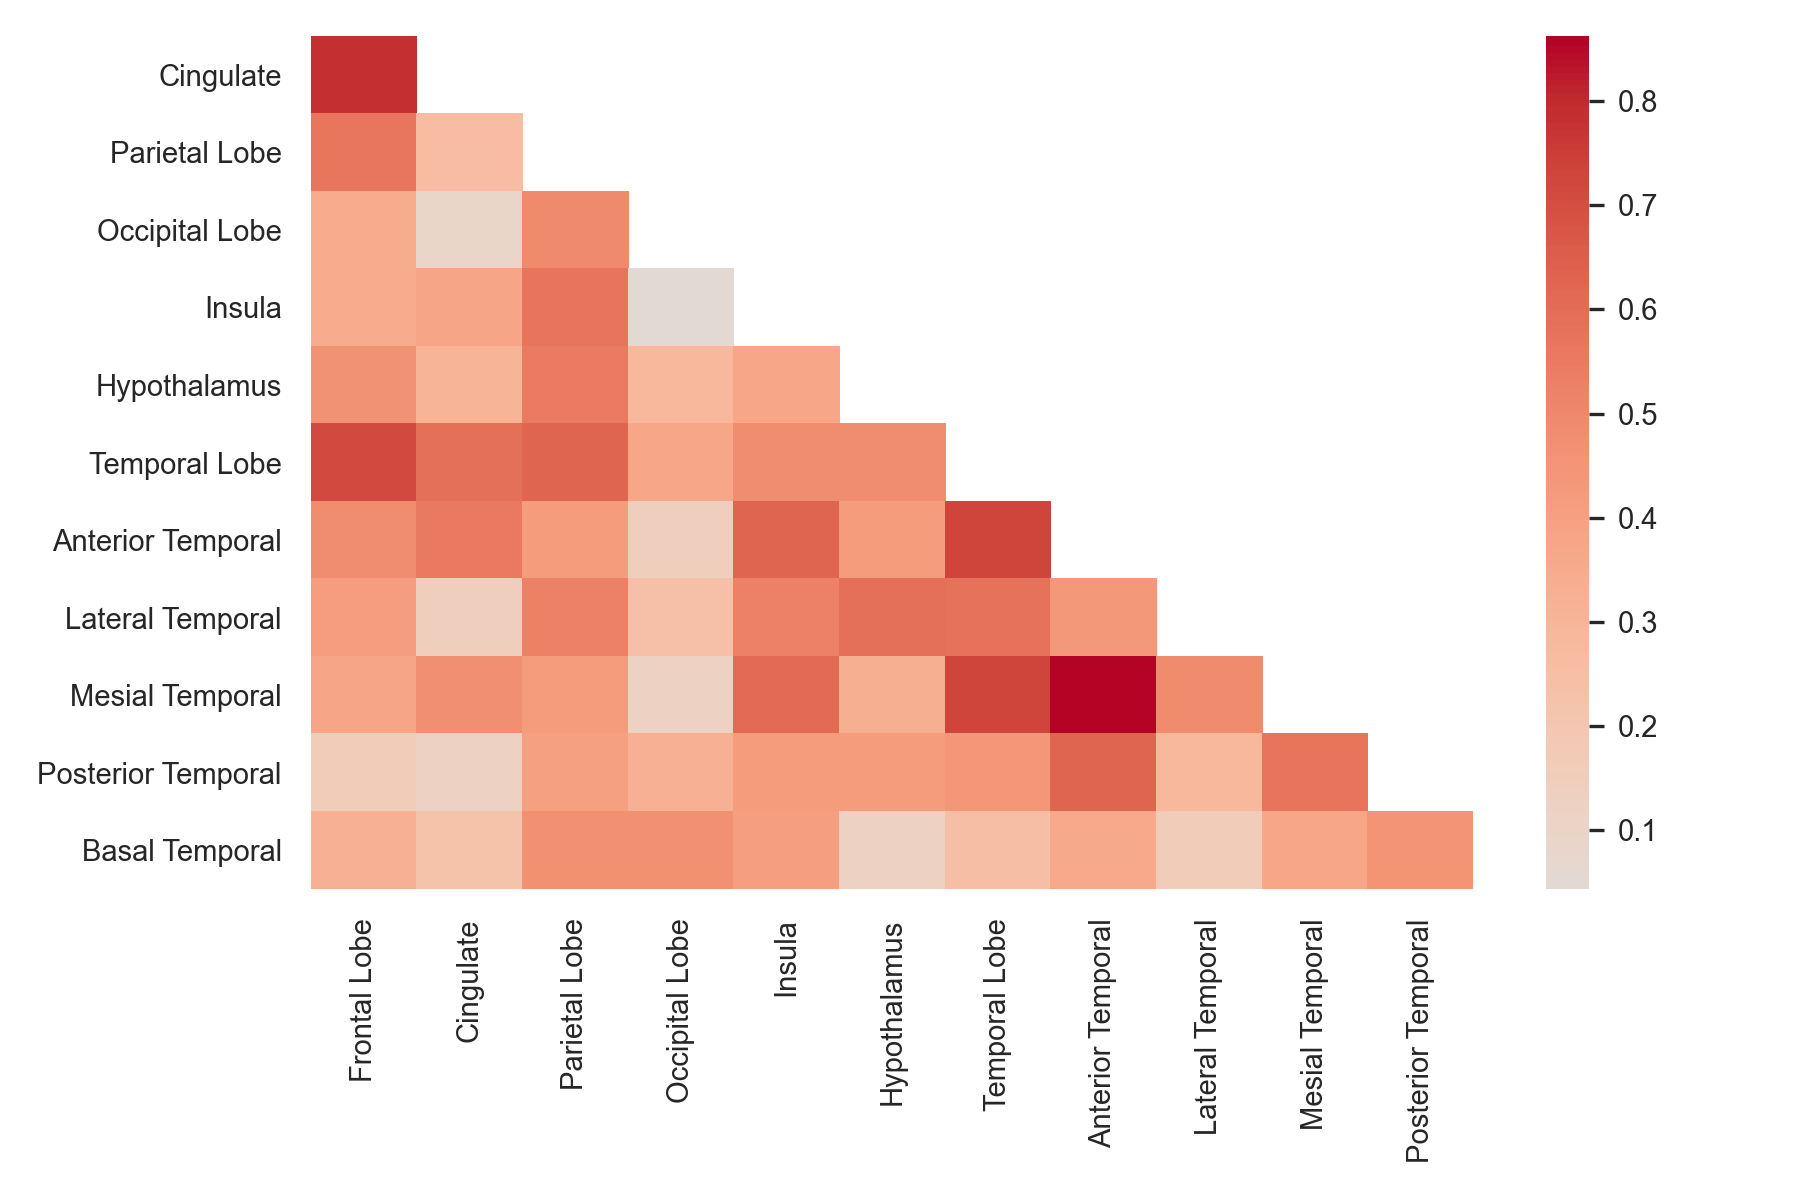 Cingulate
Parietal Lobe
Occipital Lobe
Insula
Hypothalamus
Temporal Lobe
Anterior Temporal
Lateral Temporal
Mesial Temporal
Posterior Temporal
Basal Temporal
Frontal Lobe
Cingulate
Parietal Lobe
Occipital Lobe
Insula
Hypothalamus
Temporal Lobe
Anterior Temporal
Lateral Temporal
Mesial Temporal
Posterior Temporal
0.8
0.7
0.6
0.5
0.4
0.3
0.2
0.1